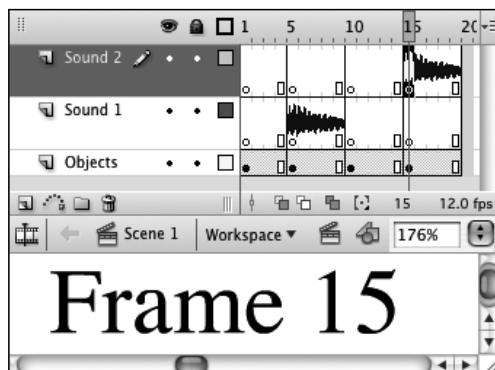 1 5 10 15 20
Sound 2
Sound 1
Objects
15 12.0 fps
Scene 1 Workspace 176%
Frame 15